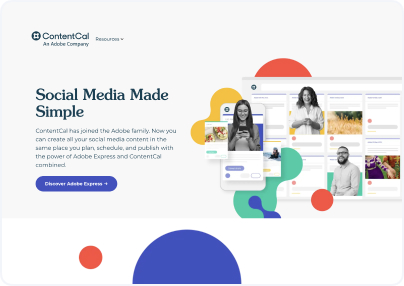 ContentCal
An Adobe Company
Resources
Social Media Made
Simple
ContentCal has joined the Adobe family. Now you
can create all your social media content in the
same place you plan, schedule, and publish with
the power of Adobe Express and ContentCal
combined.
Discover Adobe Express →